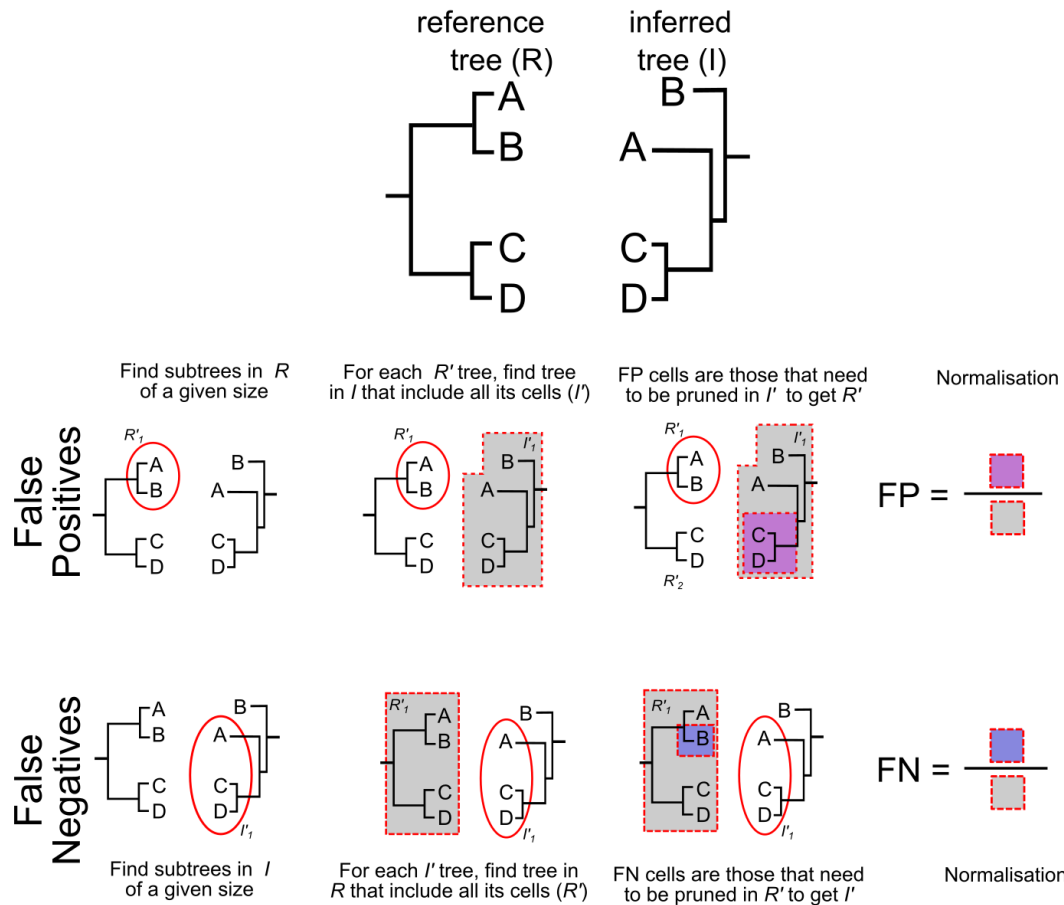 reference
tree (R)
inferred
tree (I)
A
B
C
D
B
A
C
D
Find subtrees in R
of a given size
For each R' tree, find tree
in I that include all its cells (I')
FP cells are those that need
to be pruned in I' to get R'
Normalisation
False
Positives
R'1
A
B
C
D
B
A
C
D
R'1
A
B
C
D
I'1
B
A
C
D
R'1
A
B
C
D
R'2
I'1
B
A
C
D
FP =
False
Negatives
A
B
C
D
B
A
C
D
I'1
R'1
A
B
C
D
B
A
C
D
I'1
R'1
A
B
C
D
B
A
C
D
I'1
FN =
Find subtrees in I
of a given size
For each I' tree, find tree in
R that include all its cells (R')
FN cells are those that need
to be pruned in R' to get I'
Normalisation